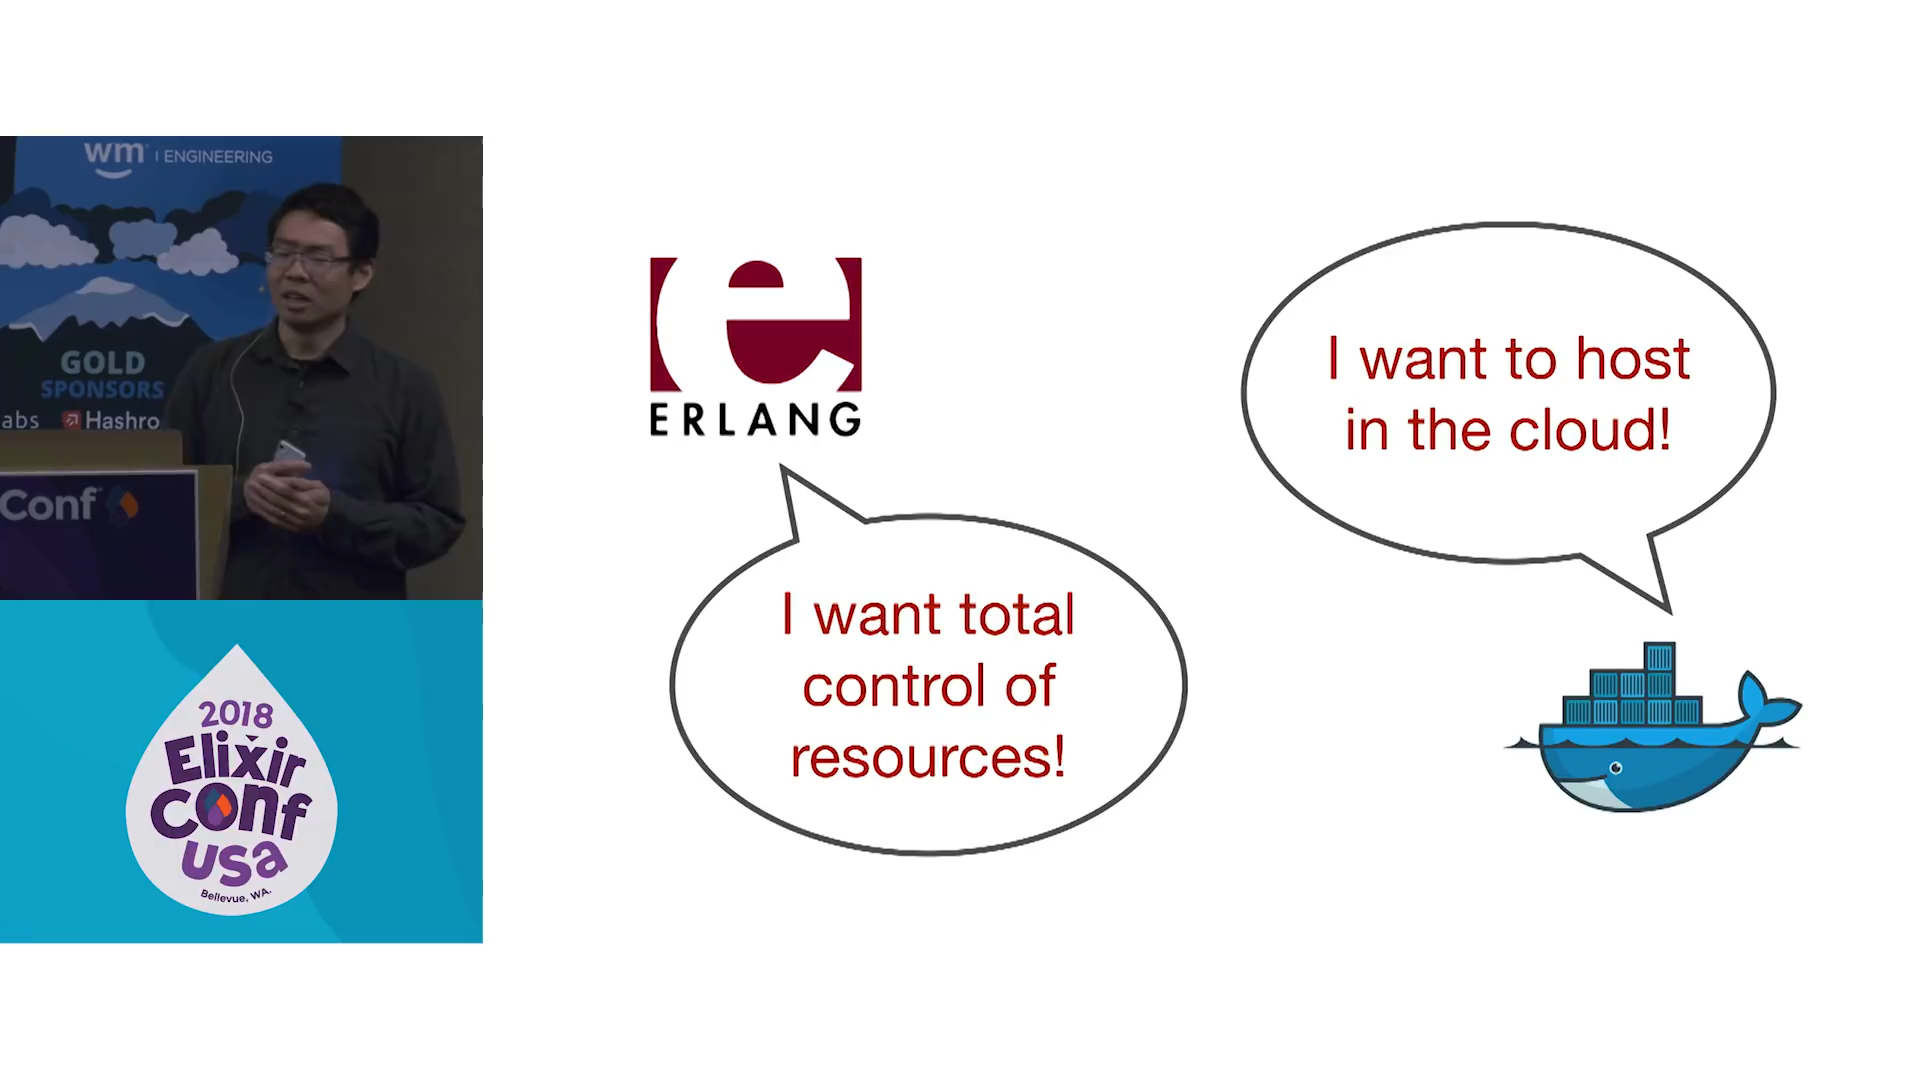 wm | ENGINEERING
GOLD
SPONSORS
abs Hashro
Conf
2018
Elixir
Conf
USA
Bellevue, WA.
e
ERLANG
I want total
control of
resources!
I want to host
in the cloud!